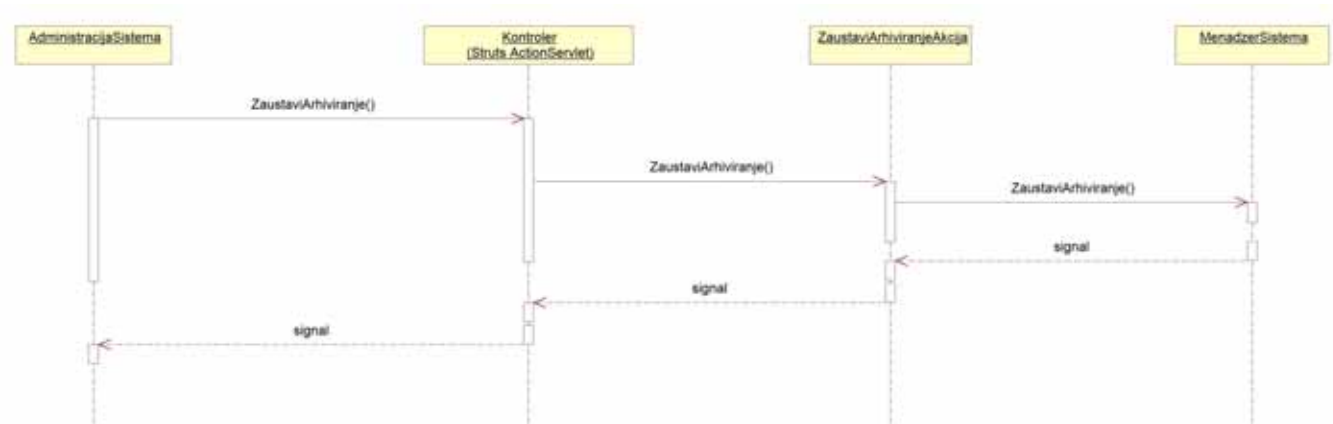 AdministracijaSistema
Kontroler
(Struts ActionServlet)
ZaustaviArhiviranjeAkcija
MenadzerSistema
ZaustaviArhiviranje()
ZaustaviArhiviranje()
ZaustaviArhiviranje()
signal
signal
signal